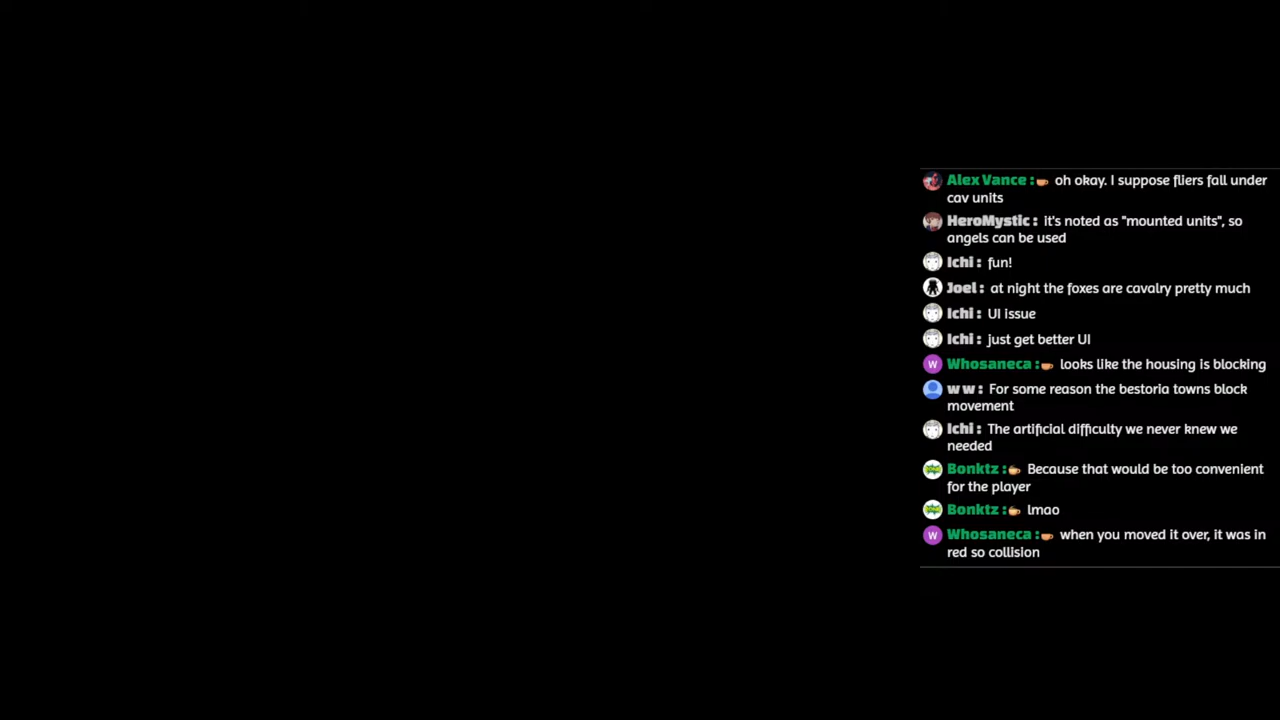 Alex Vance : oh okay. I suppose fliers fall under
cav units
HeroMystic : it's noted as "mounted units", so
angels can be used
Ichi : fun!
Joel : at night the foxes are cavalry pretty much
Ichi : UI issue
Ichi : just get better UI
W Whosaneca : looks like the housing is blocking
w w : For some reason the bestoria towns block
movement
Ichi : The artificial difficulty we never knew we
needed
Bonktz : Because that would be too convenient
for the player
Bonktz : lmao
W Whosaneca : when you moved it over, it was in
red so collision